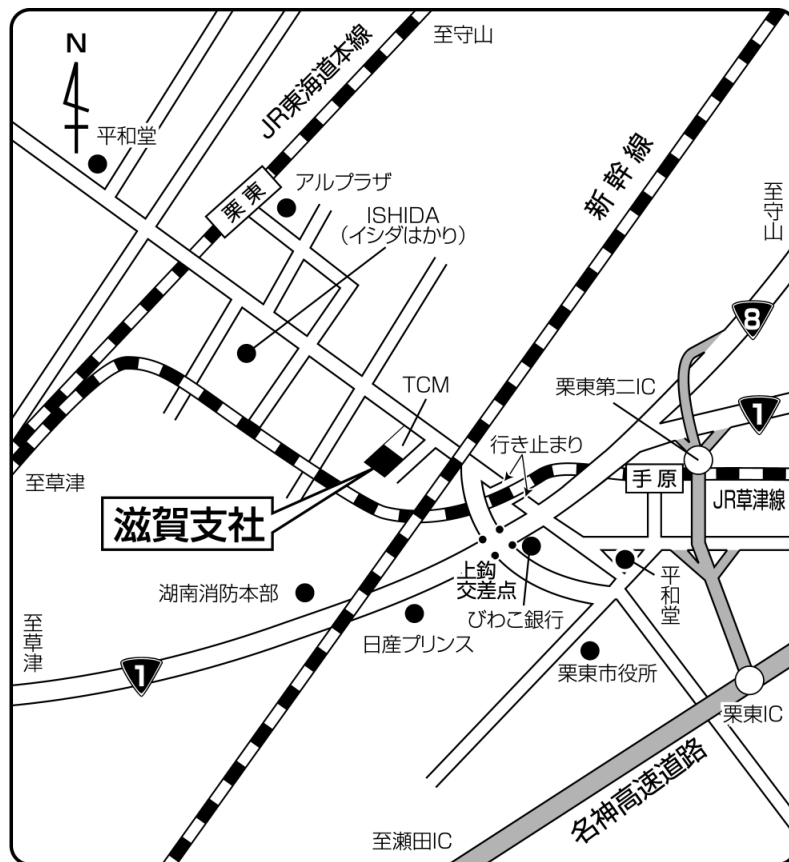 至守山
N
JR東海道本線
平和堂
新幹線
栗東
アルプラザ
至守山
ISHIDA
(イシダはかり)
8
TCM
栗東第二IC
1
行き止まり
至草津
手原
JR草津線
滋賀支社
上鈎
交差点
湖南消防本部
びわこ銀行
平和堂
至草津
日産プリンス
1
栗東市役所
栗東IC
名神高速道路
至瀬田IC